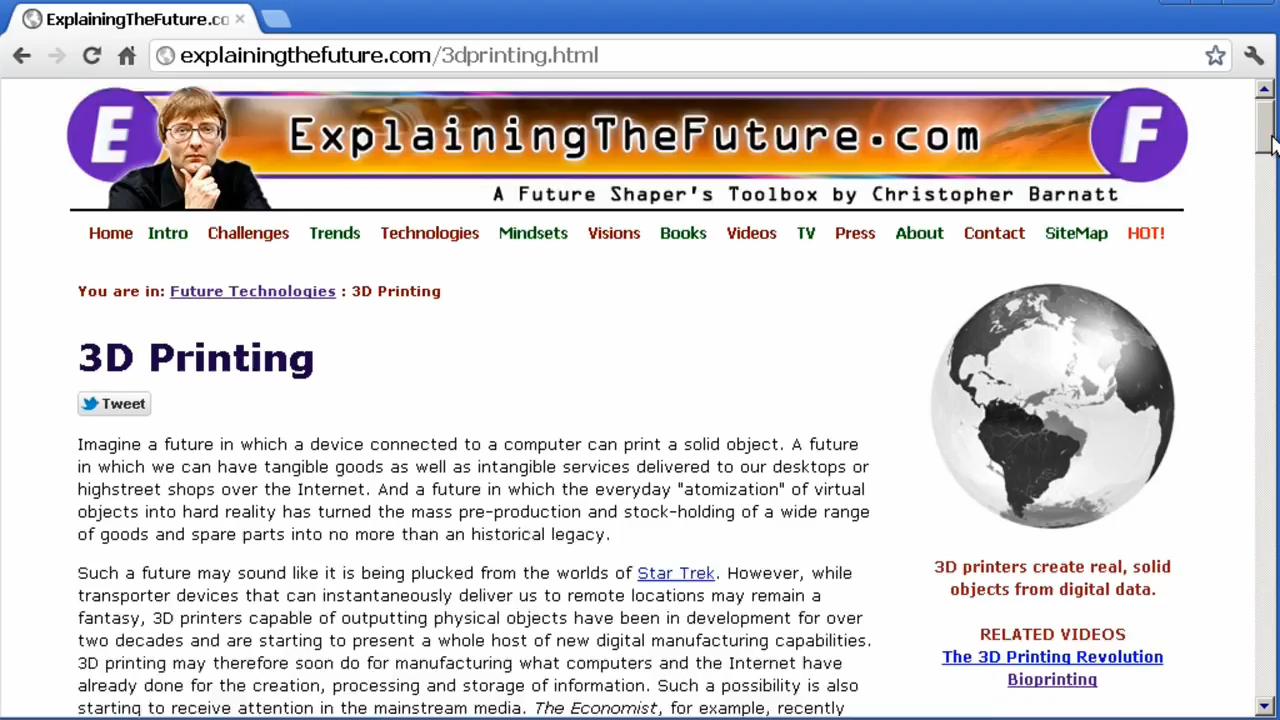 ExplainingTheFuture.co
explainingthefuture.com/3dprinting.html
E ExplainingTheFuture.com F
A Future Shaper's Toolbox by Christopher Barnatt
Home Intro Challenges Trends Technologies Mindsets Visions Books Videos TV Press About Contact SiteMap HOT!
You are in: Future Technologies : 3D Printing
3D Printing
Tweet
Imagine a future in which a device connected to a computer can print a solid object. A future
in which we can have tangible goods as well as intangible services delivered to our desktops or
highstreet shops over the Internet. And a future in which the everyday "atomization" of virtual
objects into hard reality has turned the mass pre-production and stock-holding of a wide range
of goods and spare parts into no more than an historical legacy.
Such a future may sound like it is being plucked from the worlds of Star Trek. However, while
transporter devices that can instantaneously deliver us to remote locations may remain a
fantasy, 3D printers capable of outputting physical objects have been in development for over
two decades and are starting to present a whole host of new digital manufacturing capabilities.
3D printing may therefore soon do for manufacturing what computers and the Internet have
already done for the creation, processing and storage of information. Such a possibility is also
starting to receive attention in the mainstream media. The Economist, for example, recently
3D printers create real, solid
objects from digital data.
RELATED VIDEOS
The 3D Printing Revolution
Bioprinting